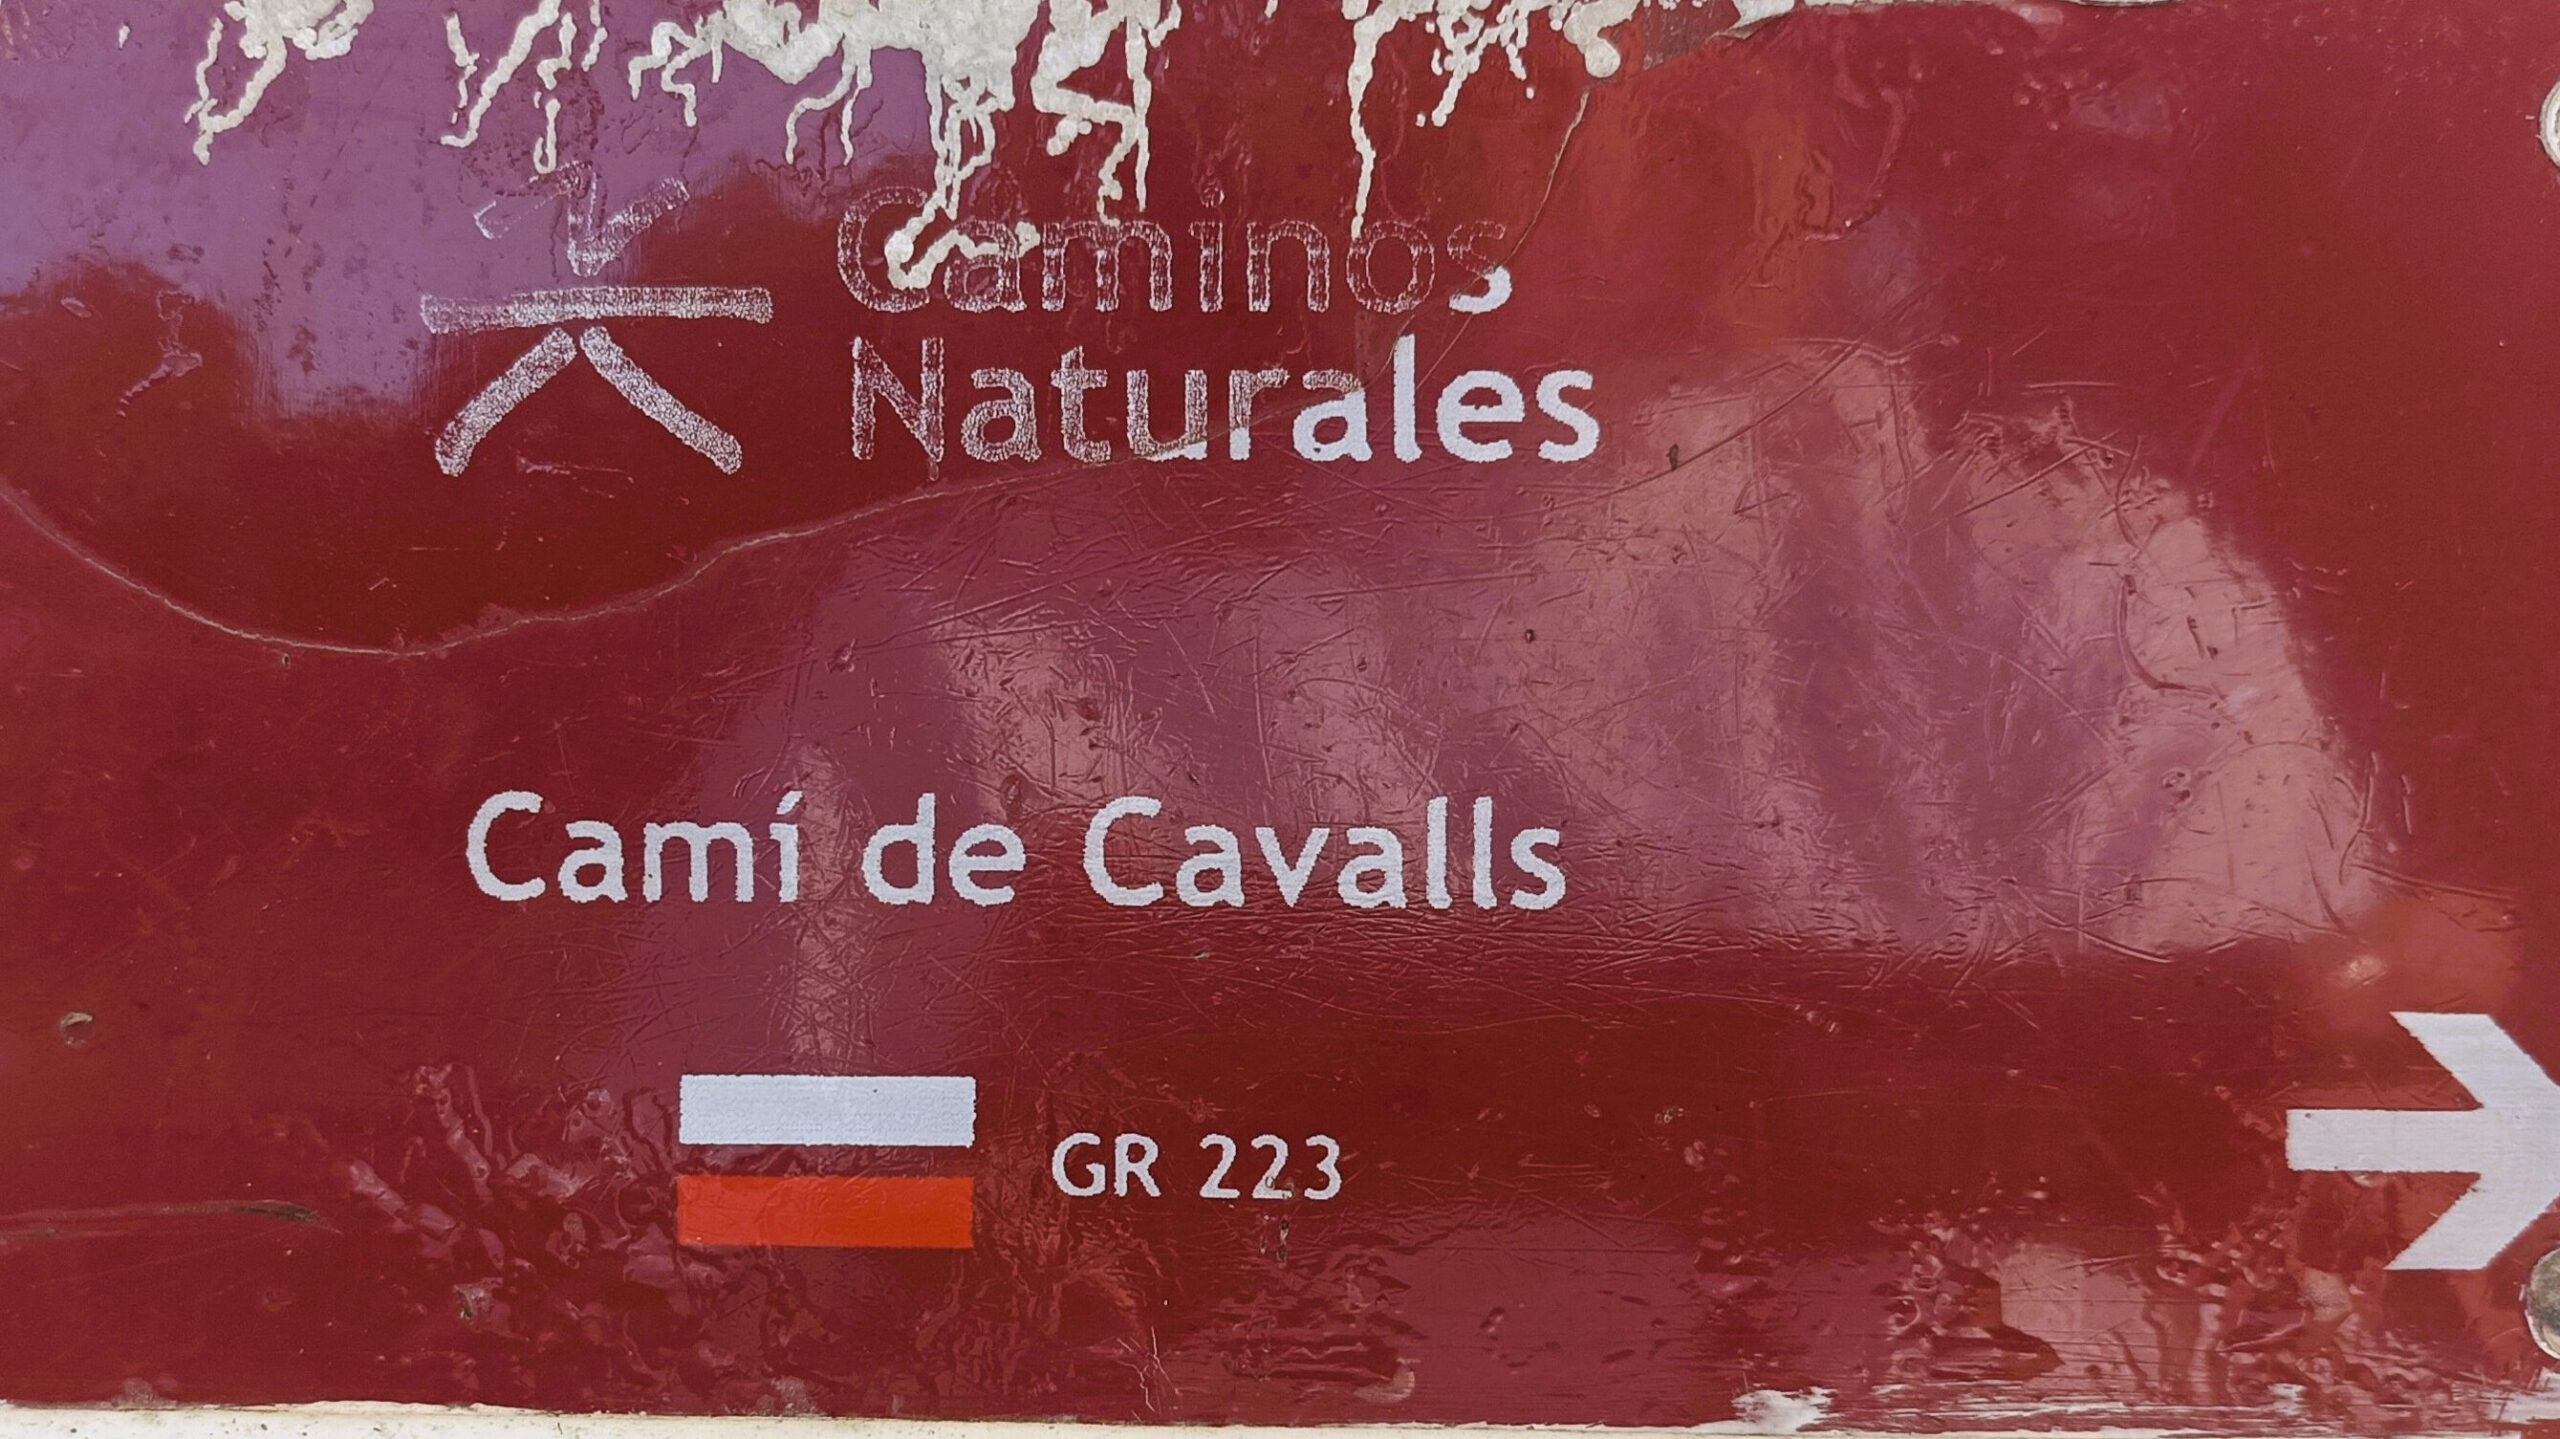 Caminos
Naturales
Camí de Cavalls
GR 223